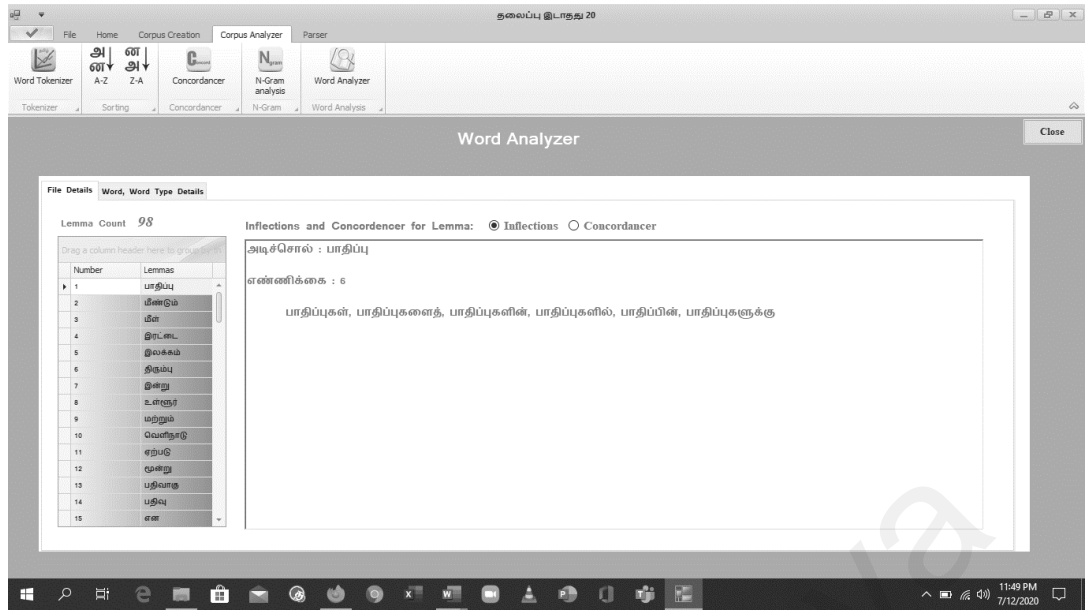 தலைப்பு இடாதது 20
File Home Corpus Creation Corpus Analyzer Parser
Word Tokenizer A-Z Z-A Concordancer N-Gram analysis Word Analyzer
Tokenizer Sorting Concordancer N-Gram Word Analysis
Word Analyzer
Close
File Details Word, Word Type Details
Lemma Count 98
Inflections and Concordencer for Lemma: Inflections Concordancer
Drag a column header here to group by
Number Lemmas
1 பாதிப்பு
2 மீண்டும்
3 மீள்
4 இரட்டை
5 இலக்கம்
6 திரும்பு
7 இன்று
8 உள்ளூர்
9 மற்றும்
10 வெளிநாடு
11 ஏற்படு
12 மூன்று
13 பதிவாகு
14 பதிவு
15 என
அடிச்சொல் : பாதிப்பு
எண்ணிக்கை : 6
பாதிப்புகள், பாதிப்புகளைத், பாதிப்புகளின், பாதிப்புகளில், பாதிப்பின், பாதிப்புகளுக்கு
11:49 PM
7/12/2020